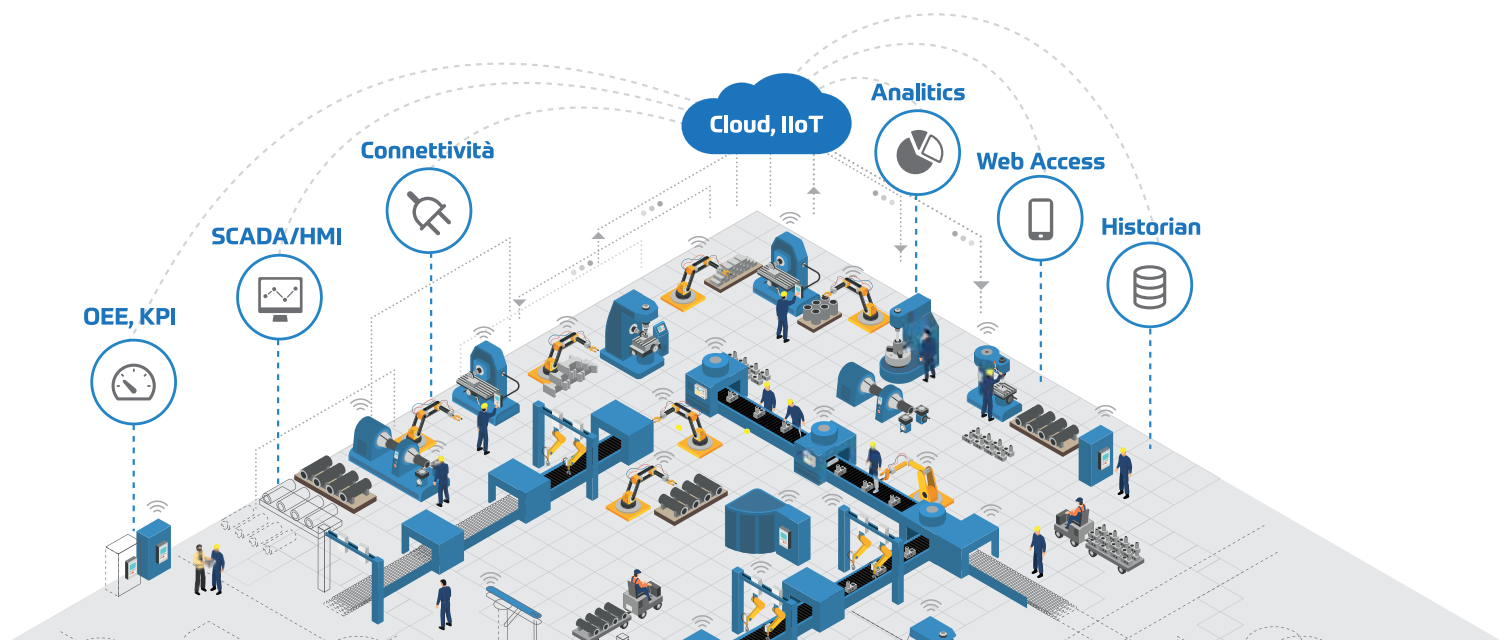 Cloud, IIoT
Analitics
Connettività
Web Access
SCADA/HMI
Historian
OEE, KPI